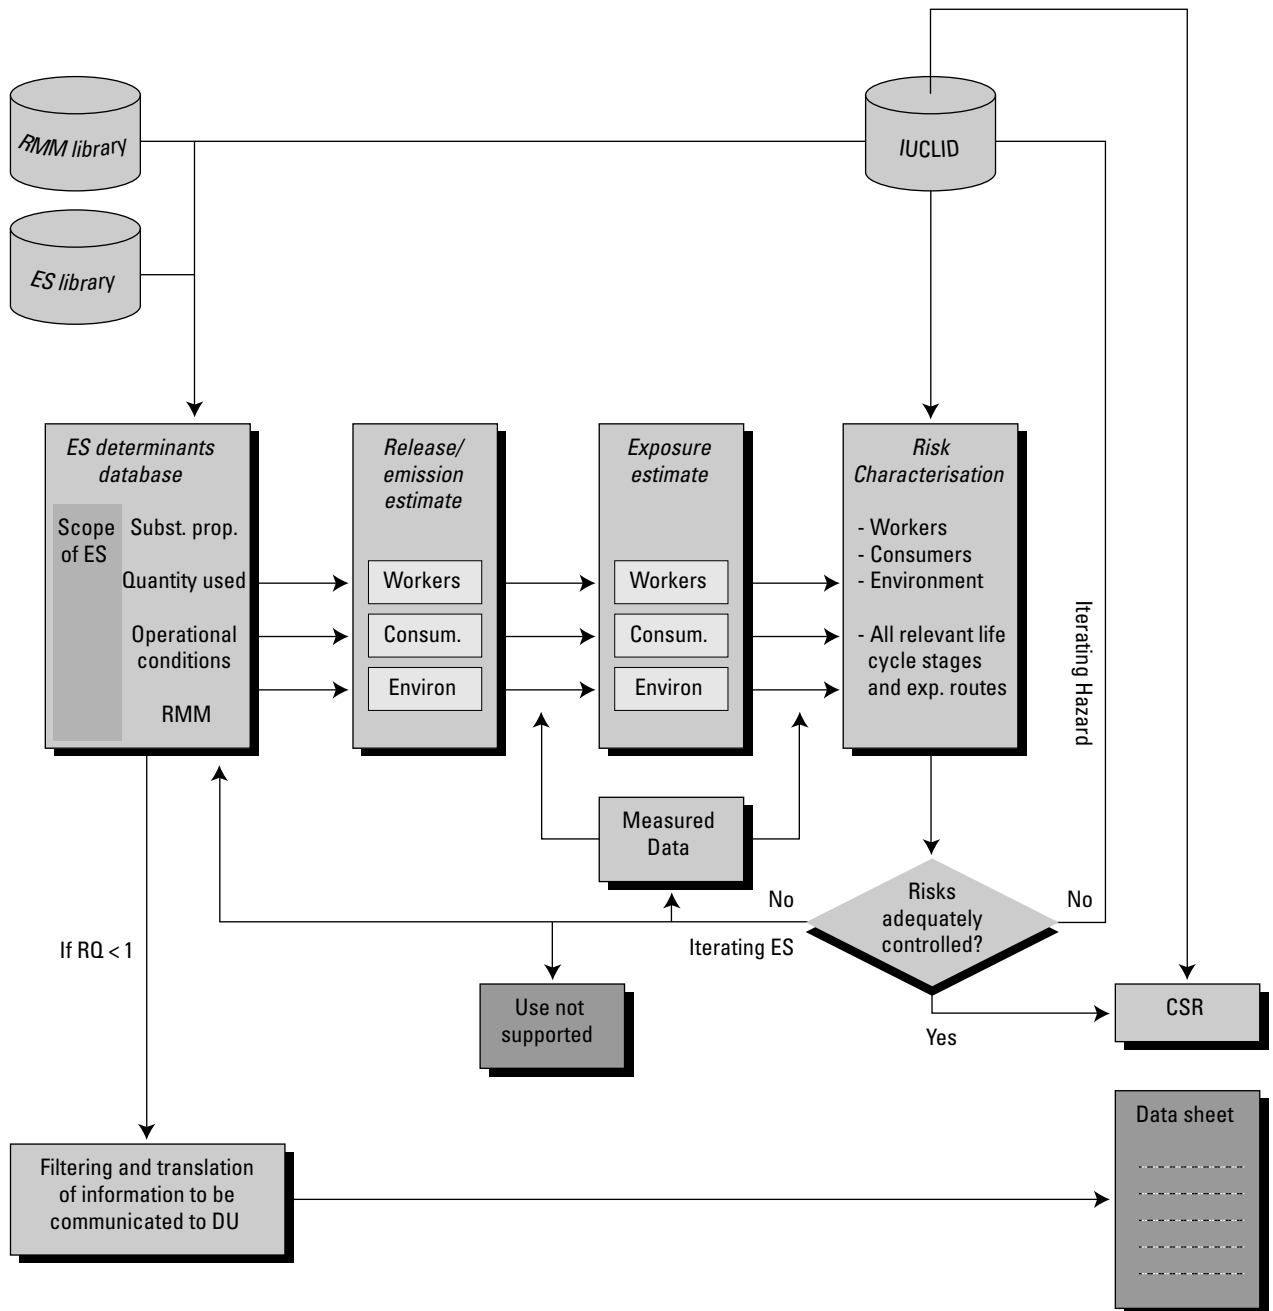 RMM library
IUCLID
ES library
ES determinants
database
Scope
of ES
Subst. prop.
Quantity used
Operational
conditions
RMM
Release/
emission
estimate
Workers
Consum.
Environ
Exposure
estimate
Workers
Consum.
Environ
Risk
Characterisation
- Workers
- Consumers
- Environment
- All relevant life
cycle stages
and exp. routes
Iterating Hazard
Measured
Data
No
Iterating ES
Risks
adequately
controlled?
No
Yes
If RQ < 1
Use not
supported
CSR
Filtering and translation
of information to be
communicated to DU
Data sheet